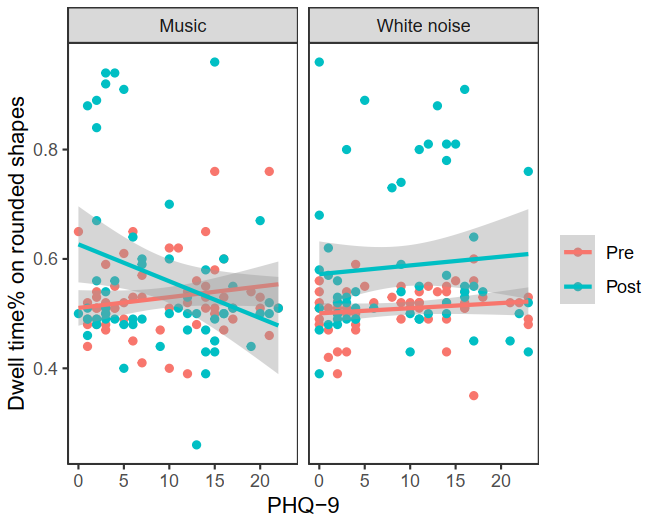 Music White noise
Dwell time% on rounded shapes
0.8
0.6
0.4
0 5 10 15 20 0 5 10 15 20
PHQ−9
Pre
Post